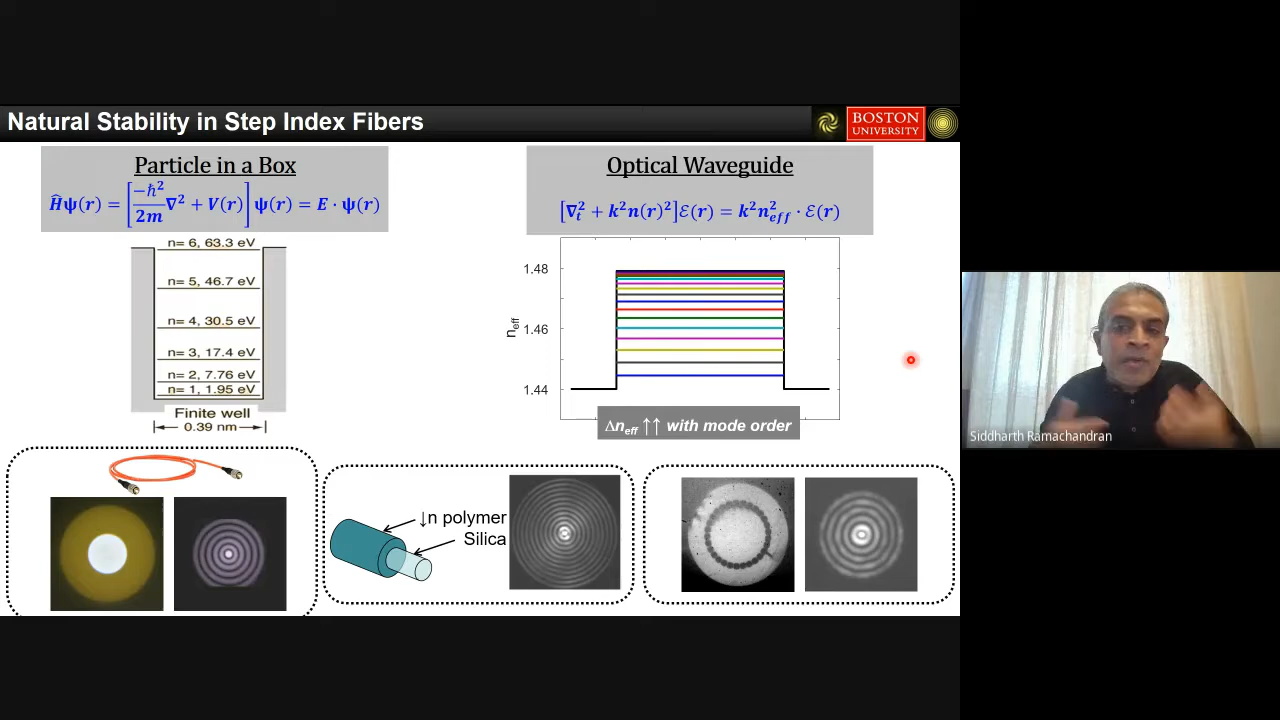 Natural Stability in Step Index Fibers
BOSTON
UNIVERSITY
Particle in a Box
Ĥψ(r) = [−ħ²/2m ∇² + V(r)] ψ(r) = E · ψ(r)
n= 6, 63.3 eV
n= 5, 46.7 eV
n= 4, 30.5 eV
n= 3, 17.4 eV
n= 2, 7.76 eV
n= 1, 1.95 eV
Finite well
0.39 nm
Optical Waveguide
[∇ₜ² + k²n(r)²]ℰ(r) = k²n²eff · ℰ(r)
1.48
1.46
1.44
neff
Δneff ↑↑ with mode order
↓n polymer
Silica
Siddharth Ramachandran